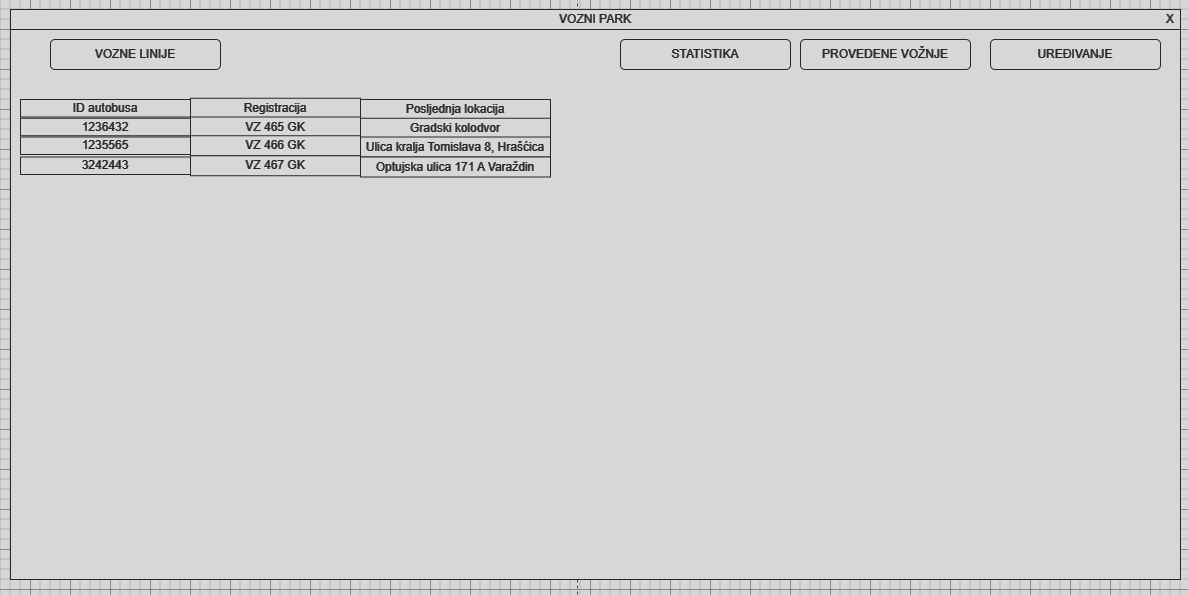 VOZNI PARK X
VOZNE LINIJE STATISTIKA PROVEDENE VOŽNJE UREĐIVANJE
ID autobusa Registracija Posljednja lokacija
1236432 VZ 465 GK Gradski kolodvor
1235565 VZ 466 GK Ulica kralja Tomislava 8, Hrašćica
3242443 VZ 467 GK Optujska ulica 171 A Varaždin